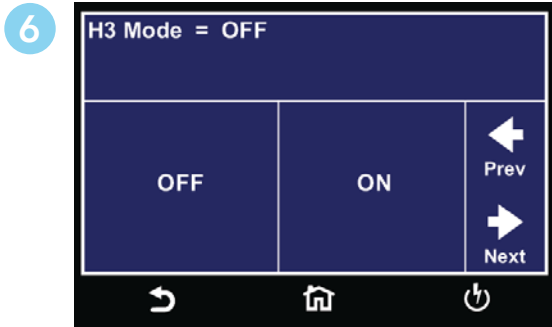 6
H3 Mode = OFF
OFF
ON
Prev
Next